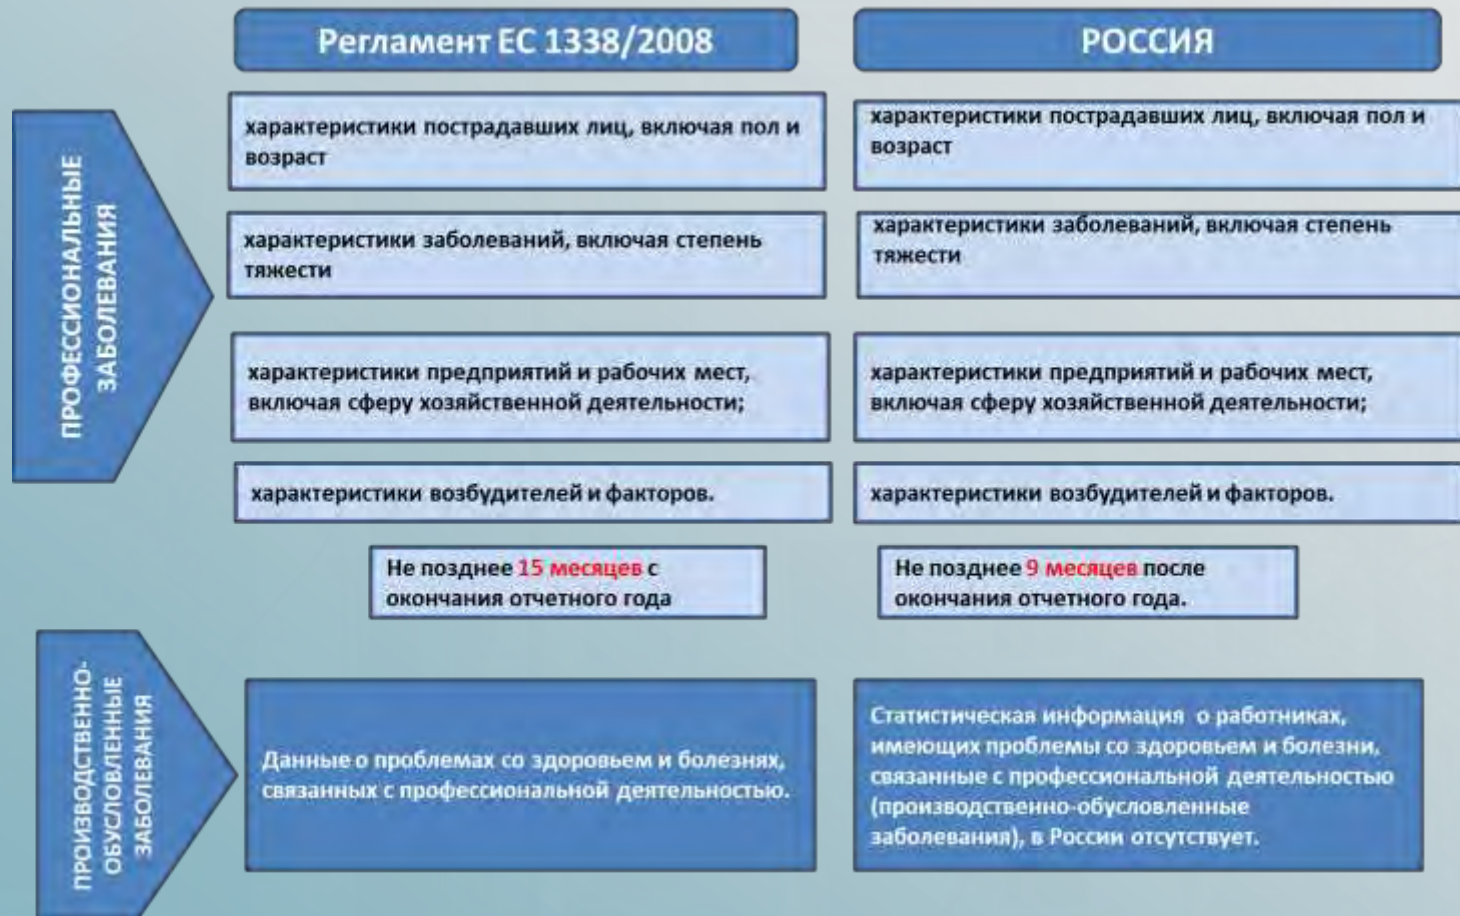 Регламент ЕС 1338/2008
РОССИЯ
ПРОФЕССИОНАЛЬНЫЕ
ЗАБОЛЕВАНИЯ
характеристики пострадавших лиц, включая пол и
возраст
характеристики пострадавших лиц, включая пол и
возраст
характеристики заболеваний, включая степень
тяжести
характеристики заболеваний, включая степень
тяжести
характеристики предприятий и рабочих мест,
включая сферу хозяйственной деятельности;
характеристики предприятий и рабочих мест,
включая сферу хозяйственной деятельности;
характеристики возбудителей и факторов.
характеристики возбудителей и факторов.
Не позднее 15 месяцев с
окончания отчетного года
Не позднее 9 месяцев после
окончания отчетного года.
ПРОИЗВОДСТВЕННО-
ОБУСЛОВЛЕННЫЕ
ЗАБОЛЕВАНИЯ
Данные о проблемах со здоровьем и болезнях,
связанных с профессиональной деятельностью.
Статистическая информация о работниках,
имеющих проблемы со здоровьем и болезни,
связанные с профессиональной деятельностью
(производственно-обусловленные
заболевания), в России отсутствует.